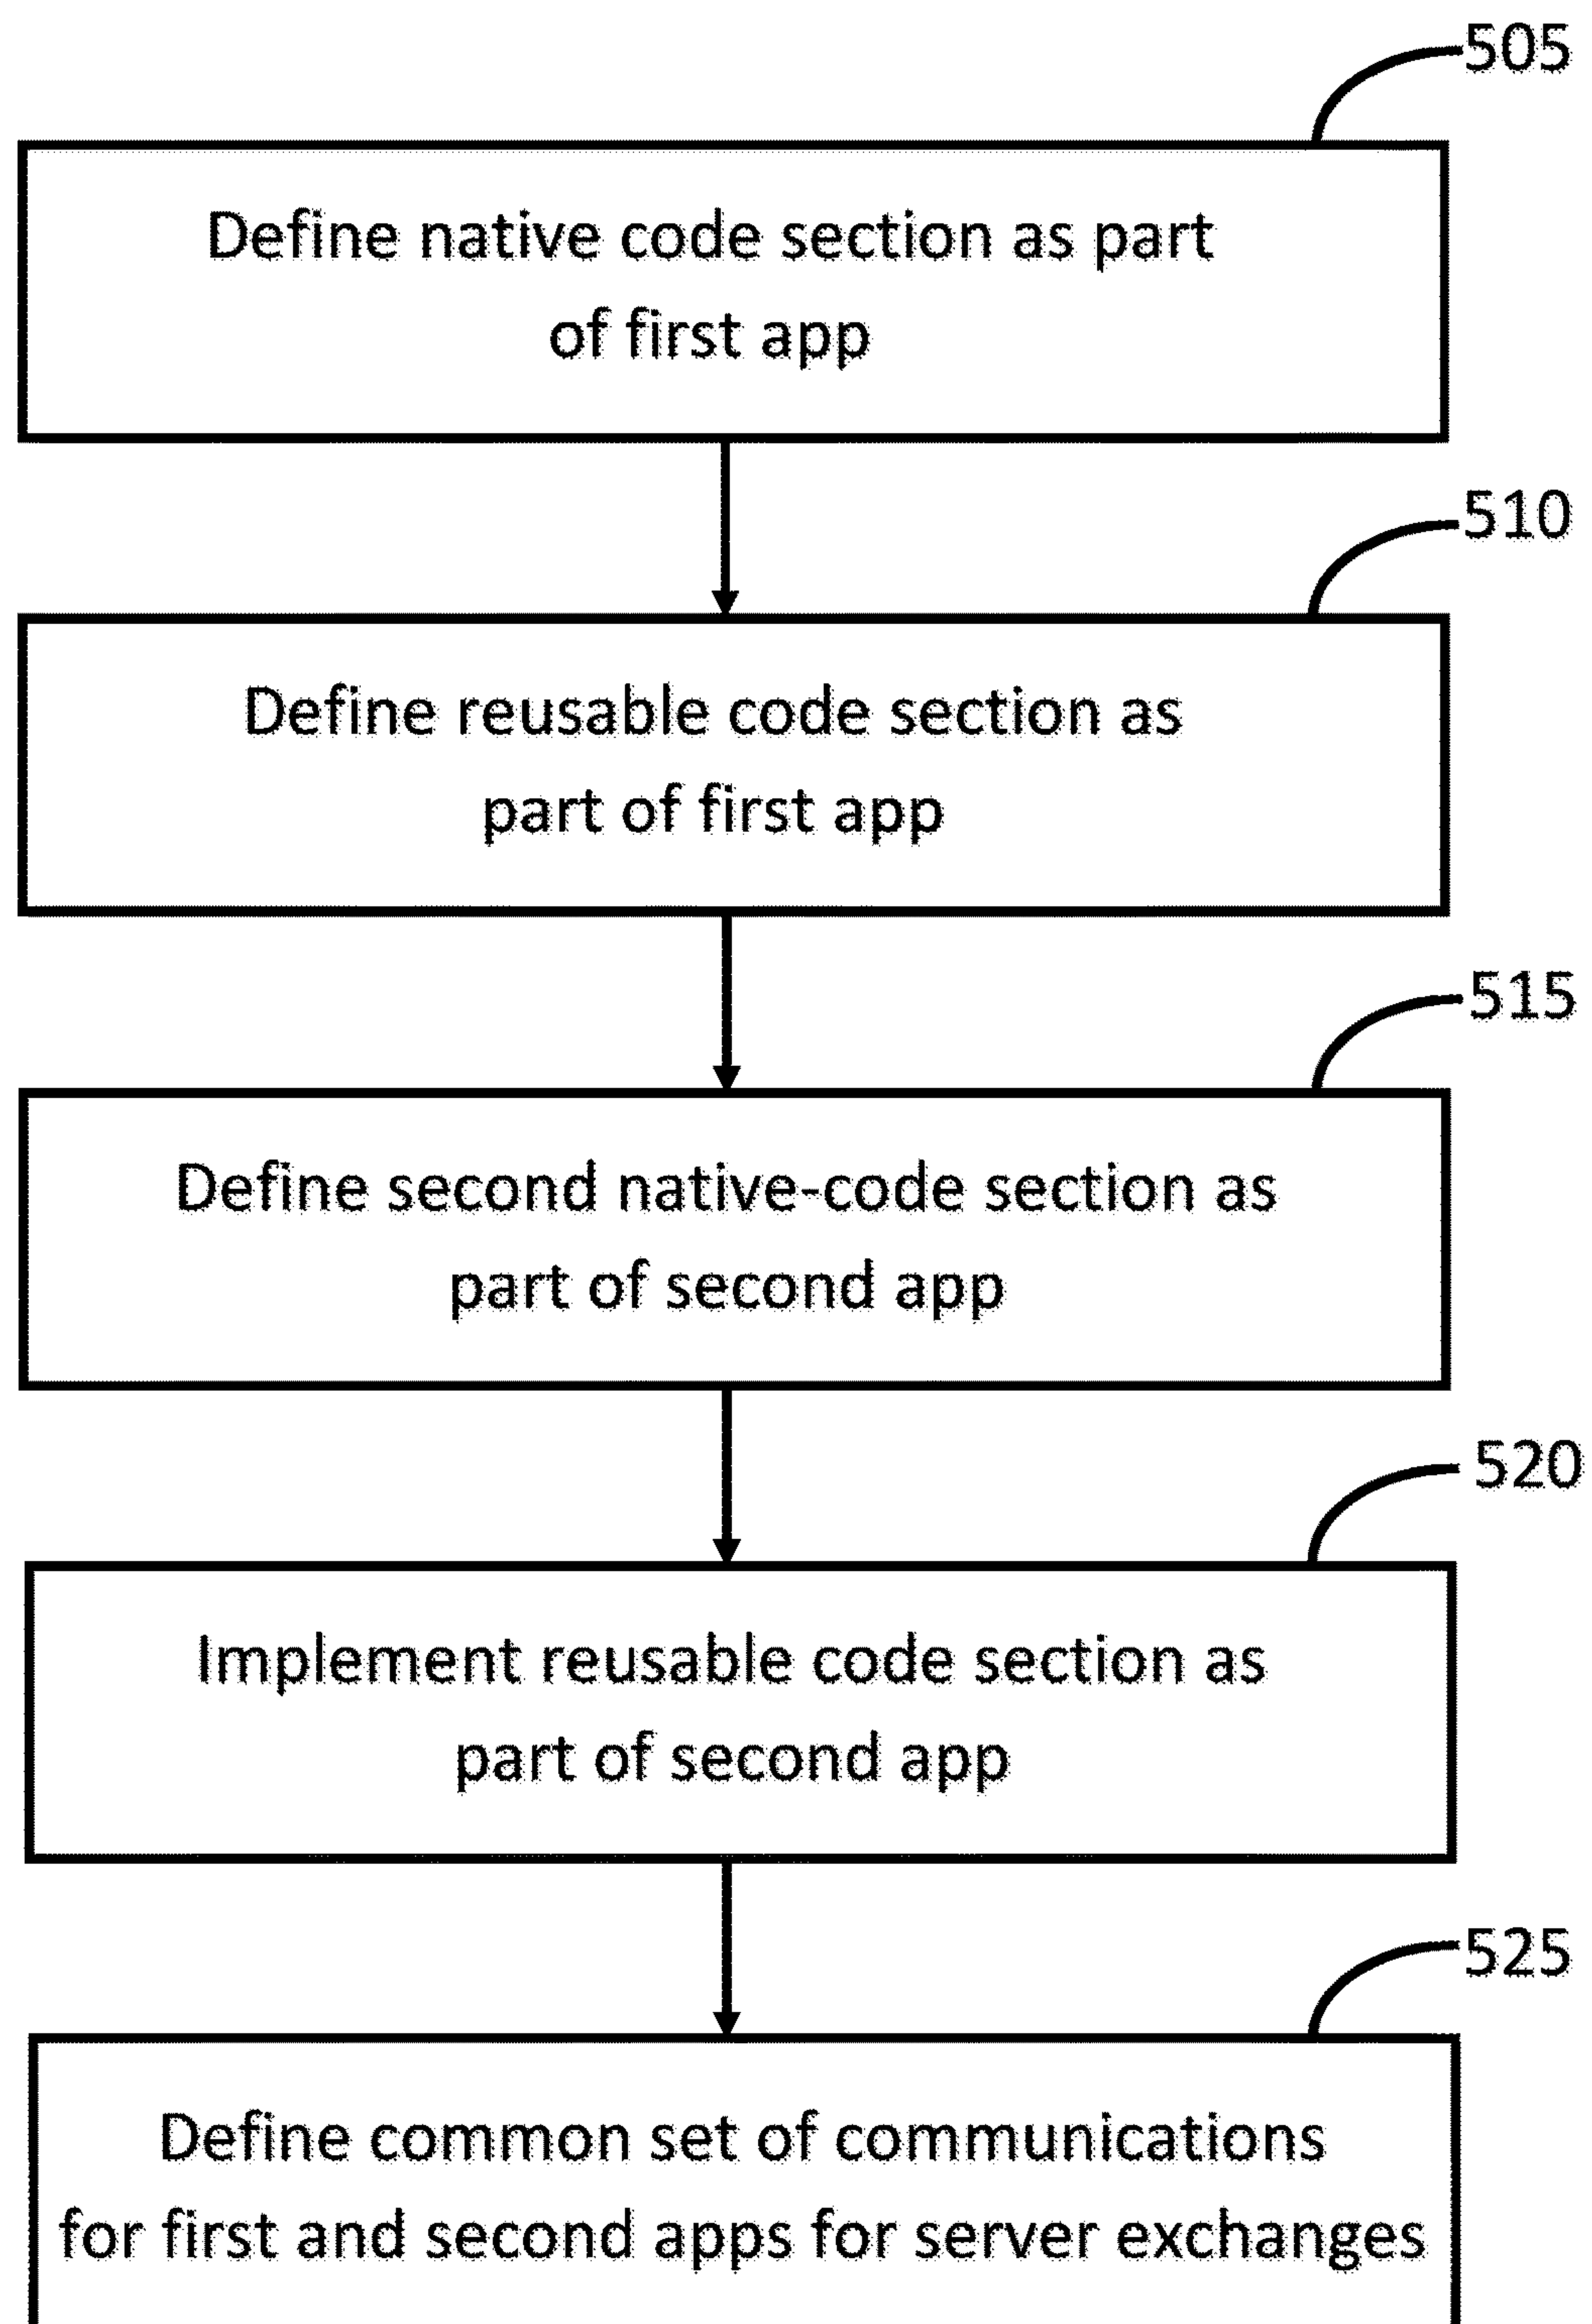 505
Define native code section as part
of first app
510
Define reusable code section as
part of first app
515
Define second native-code section as
part of second app
520
Implement reusable code section as
part of second app
525
Define common set of communications
for first and second apps for server exchanges